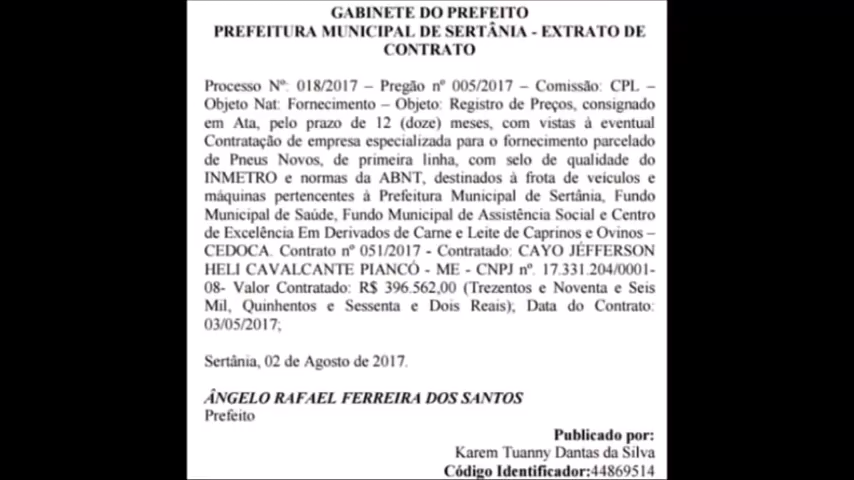 GABINETE DO PREFEITO
PREFEITURA MUNICIPAL DE SERTÂNIA - EXTRATO DE
CONTRATO
Processo Nº: 018/2017 – Pregão nº 005/2017 – Comissão: CPL –
Objeto Nat: Fornecimento – Objeto: Registro de Preços, consignado
em Ata, pelo prazo de 12 (doze) meses, com vistas à eventual
Contratação de empresa especializada para o fornecimento parcelado
de Pneus Novos, de primeira linha, com selo de qualidade do
INMETRO e normas da ABNT, destinados à frota de veículos e
máquinas pertencentes à Prefeitura Municipal de Sertânia, Fundo
Municipal de Saúde, Fundo Municipal de Assistência Social e Centro
de Excelência Em Derivados de Carne e Leite de Caprinos e Ovinos –
CEDOCA. Contrato nº 051/2017 - Contratado: CAYO JÉFFERSON
HELI CAVALCANTE PIANCÓ - ME - CNPJ nº. 17.331.204/0001-
08- Valor Contratado: R$ 396.562,00 (Trezentos e Noventa e Seis
Mil, Quinhentos e Sessenta e Dois Reais); Data do Contrato:
03/05/2017;
Sertânia, 02 de Agosto de 2017.
ÂNGELO RAFAEL FERREIRA DOS SANTOS
Prefeito
Publicado por:
Karem Tuanny Dantas da Silva
Código Identificador:44869514